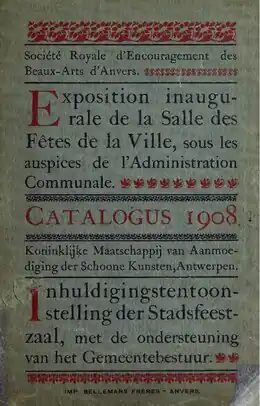 Société Royale d'Encouragement des
Beaux-Arts d'Anvers.
Exposition inaugu-
rale de la Salle des
Fêtes de la Ville, sous les
auspices de l'Administration
Communale.
CATALOGUS 1908.
Koninklijke Maatschappij van Aanmoe-
diging der Schoone Kunsten, Antwerpen.
Inhuldigingstentoon-
stelling der Stadsfeest-
zaal, met de ondersteuning
van het Gemeentebestuur.
IMP. BELLEMANS FRÈRES - ANVERS.